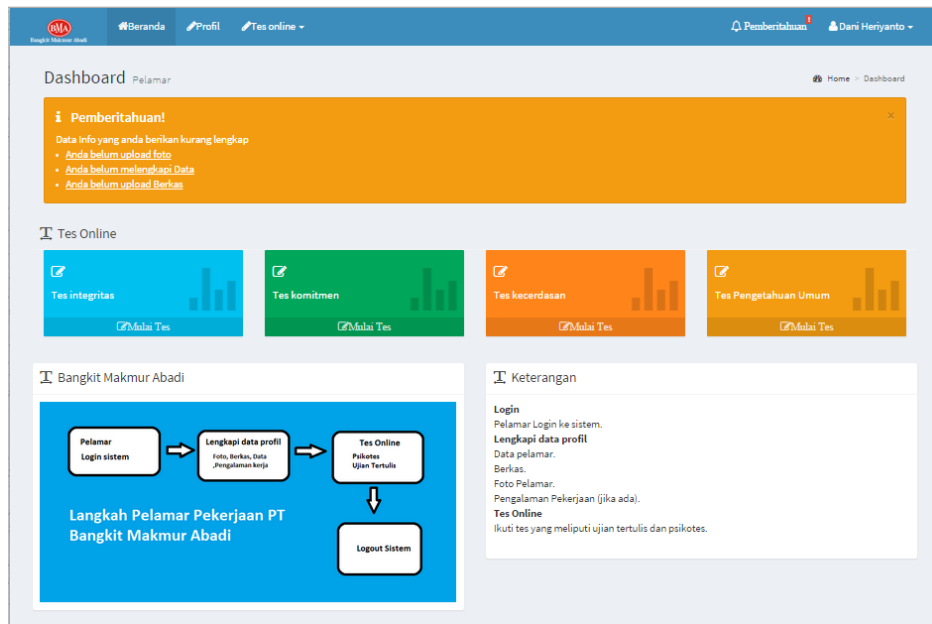 BMA
Bangkit Makmur Abadi
Beranda
Profil
Tes online
Pemberitahuan
!
Dani Heriyanto
Dashboard Pelamar
Home > Dashboard
Pemberitahuan!
×
Data Info yang anda berikan kurang lengkap
• Anda belum upload foto
• Anda belum melengkapi Data
• Anda belum upload Berkas
Tes Online
Tes integritas
Mulai Tes
Tes komitmen
Mulai Tes
Tes kecerdasan
Mulai Tes
Tes Pengetahuan Umum
Mulai Tes
Bangkit Makmur Abadi
Pelamar
Login sistem
Lengkapi data profil
Foto, Berkas, Data
,Pengalaman kerja
Tes Online
Psikotes
Ujian Tertulis
Logout Sistem
Langkah Pelamar Pekerjaan PT
Bangkit Makmur Abadi
Keterangan
Login
Pelamar Login ke sistem.
Lengkapi data profil
Data pelamar.
Berkas.
Foto Pelamar.
Pengalaman Pekerjaan (jika ada).
Tes Online
Ikuti tes yang meliputi ujian tertulis dan psikotes.